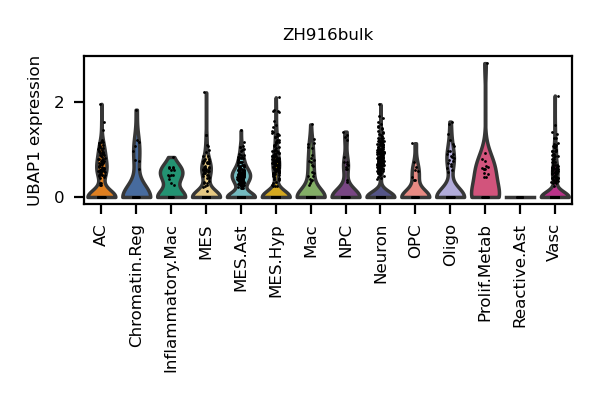 ZH916bulk
UBAP1 expression
2
0
AC
Chromatin.Reg
Inflammatory.Mac
MES
MES.Ast
MES.Hyp
Mac
NPC
Neuron
OPC
Oligo
Prolif.Metab
Reactive.Ast
Vasc